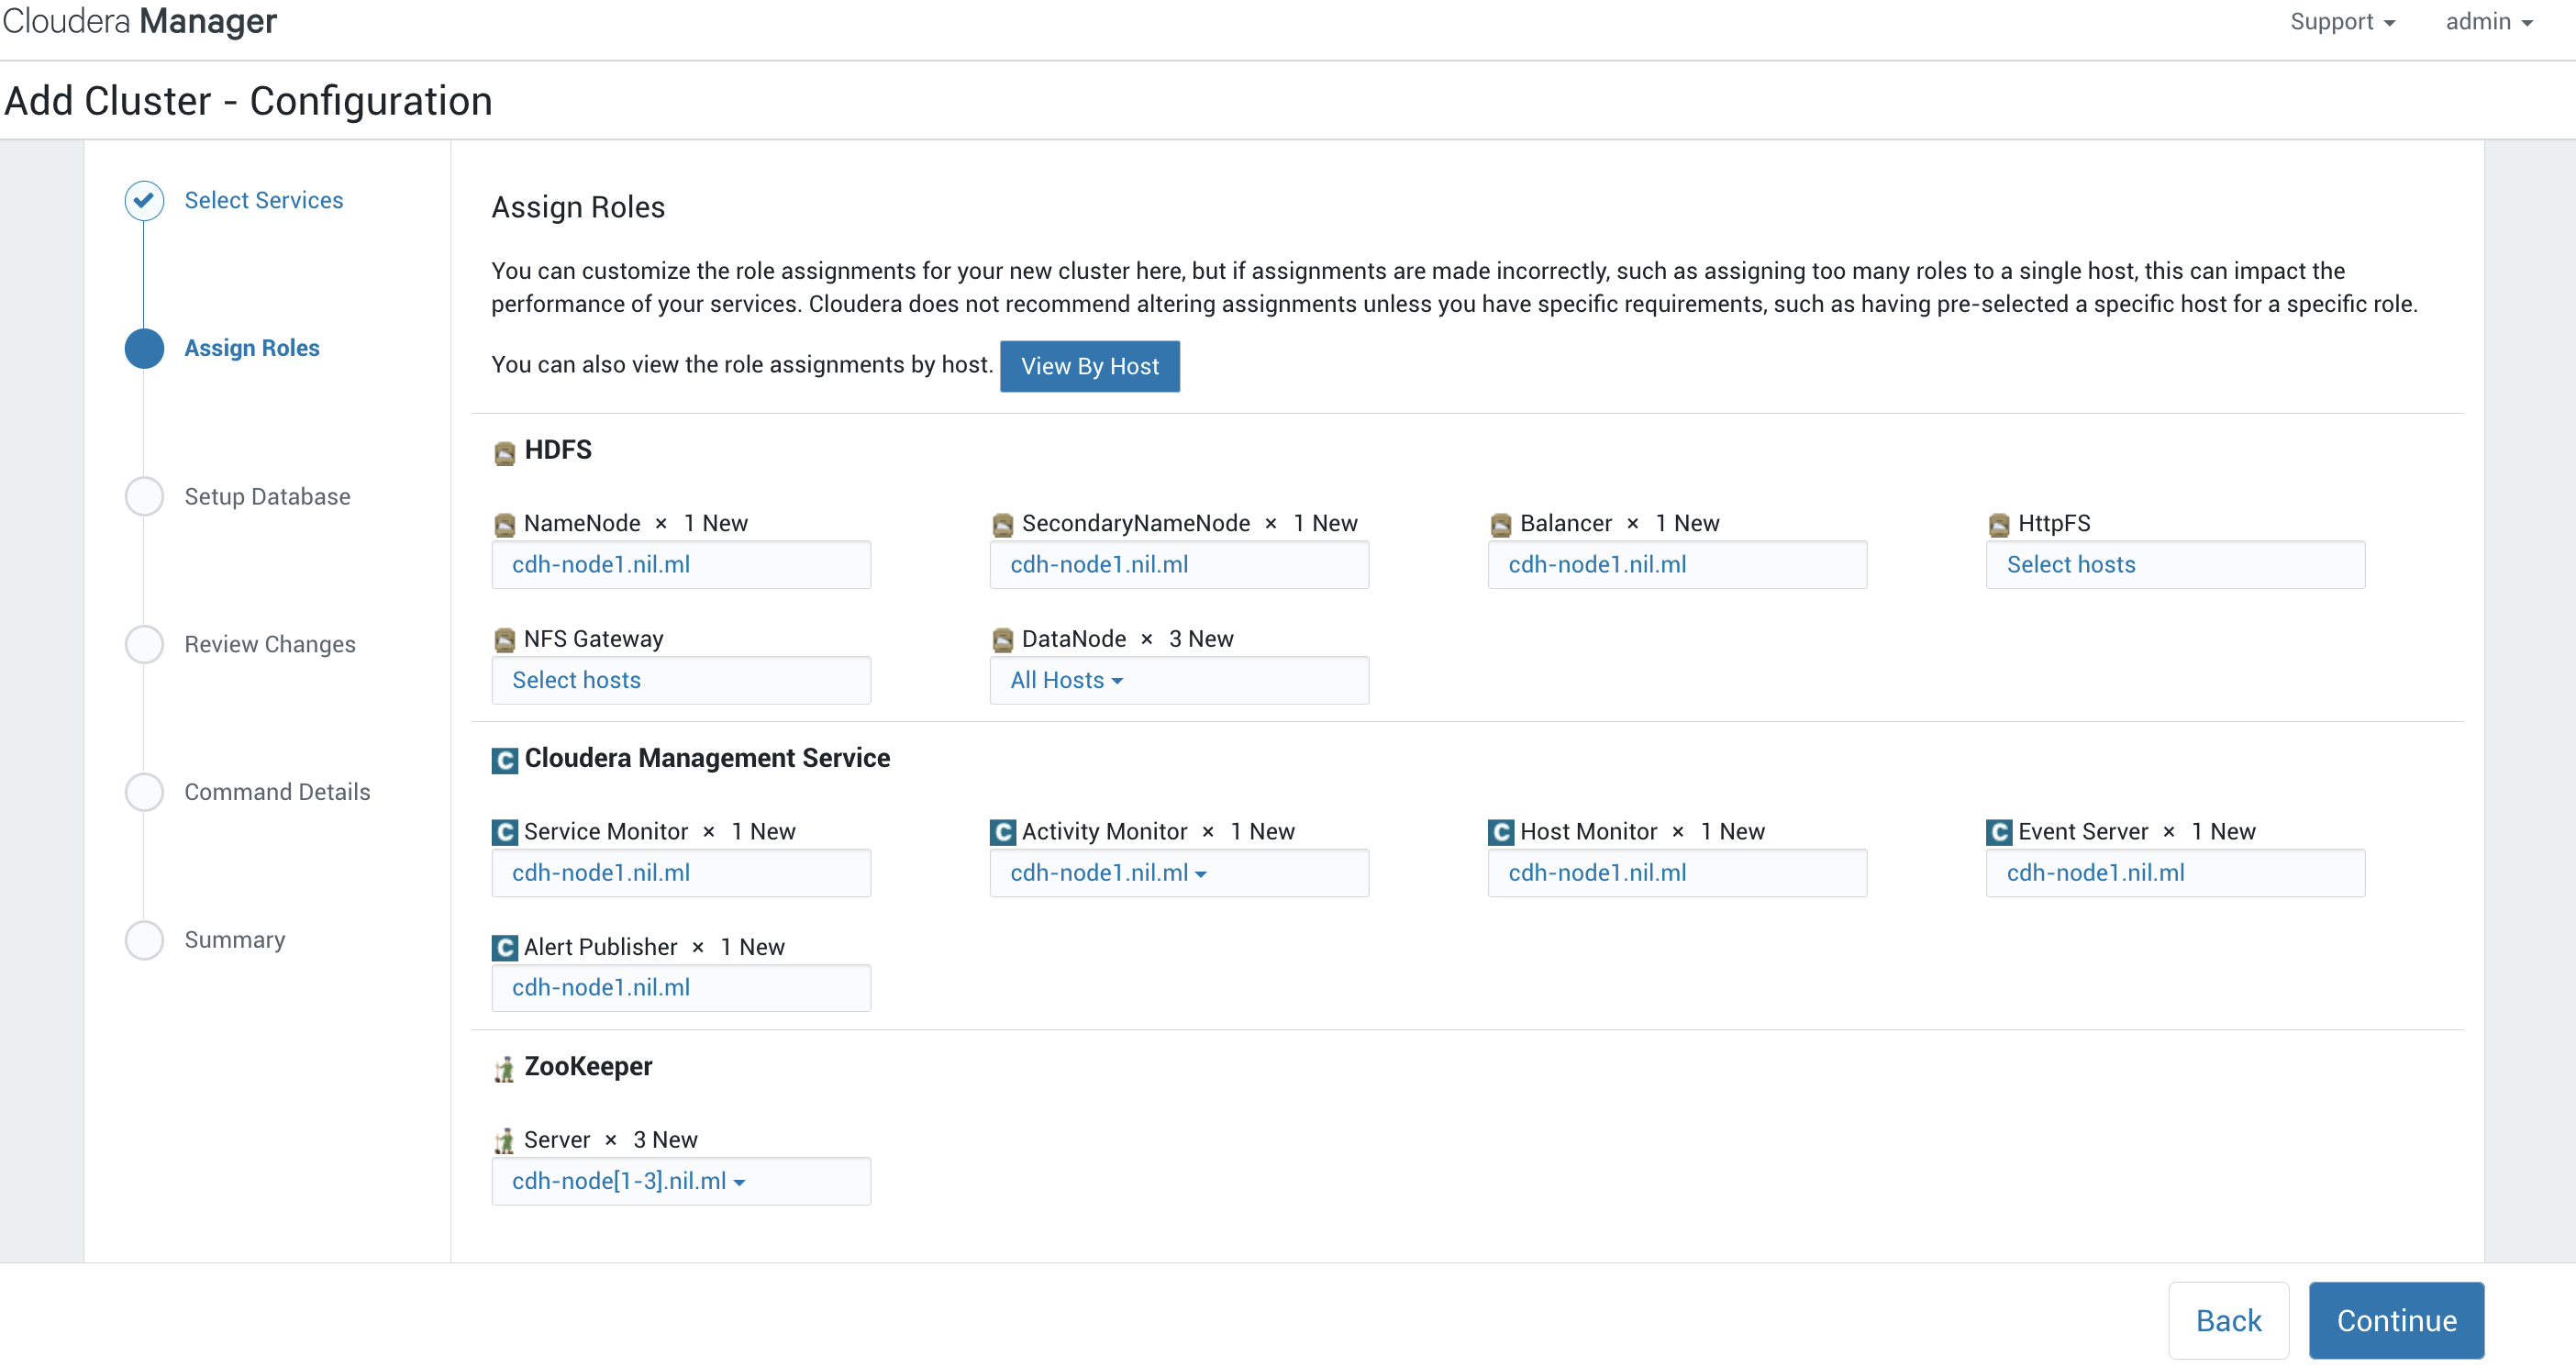 Cloudera Manager
Support
admin
Add Cluster - Configuration
Select Services
Assign Roles
Setup Database
Review Changes
Command Details
Summary
Assign Roles
You can customize the role assignments for your new cluster here, but if assignments are made incorrectly, such as assigning too many roles to a single host, this can impact the
performance of your services. Cloudera does not recommend altering assignments unless you have specific requirements, such as having pre-selected a specific host for a specific role.
You can also view the role assignments by host. View By Host
HDFS
NameNode × 1 New
cdh-node1.nil.ml
SecondaryNameNode × 1 New
cdh-node1.nil.ml
Balancer × 1 New
cdh-node1.nil.ml
HttpFS
Select hosts
NFS Gateway
Select hosts
DataNode × 3 New
All Hosts
C Cloudera Management Service
C Service Monitor × 1 New
cdh-node1.nil.ml
C Activity Monitor × 1 New
cdh-node1.nil.ml
C Host Monitor × 1 New
cdh-node1.nil.ml
C Event Server × 1 New
cdh-node1.nil.ml
C Alert Publisher × 1 New
cdh-node1.nil.ml
ZooKeeper
Server × 3 New
cdh-node[1-3].nil.ml
Back
Continue